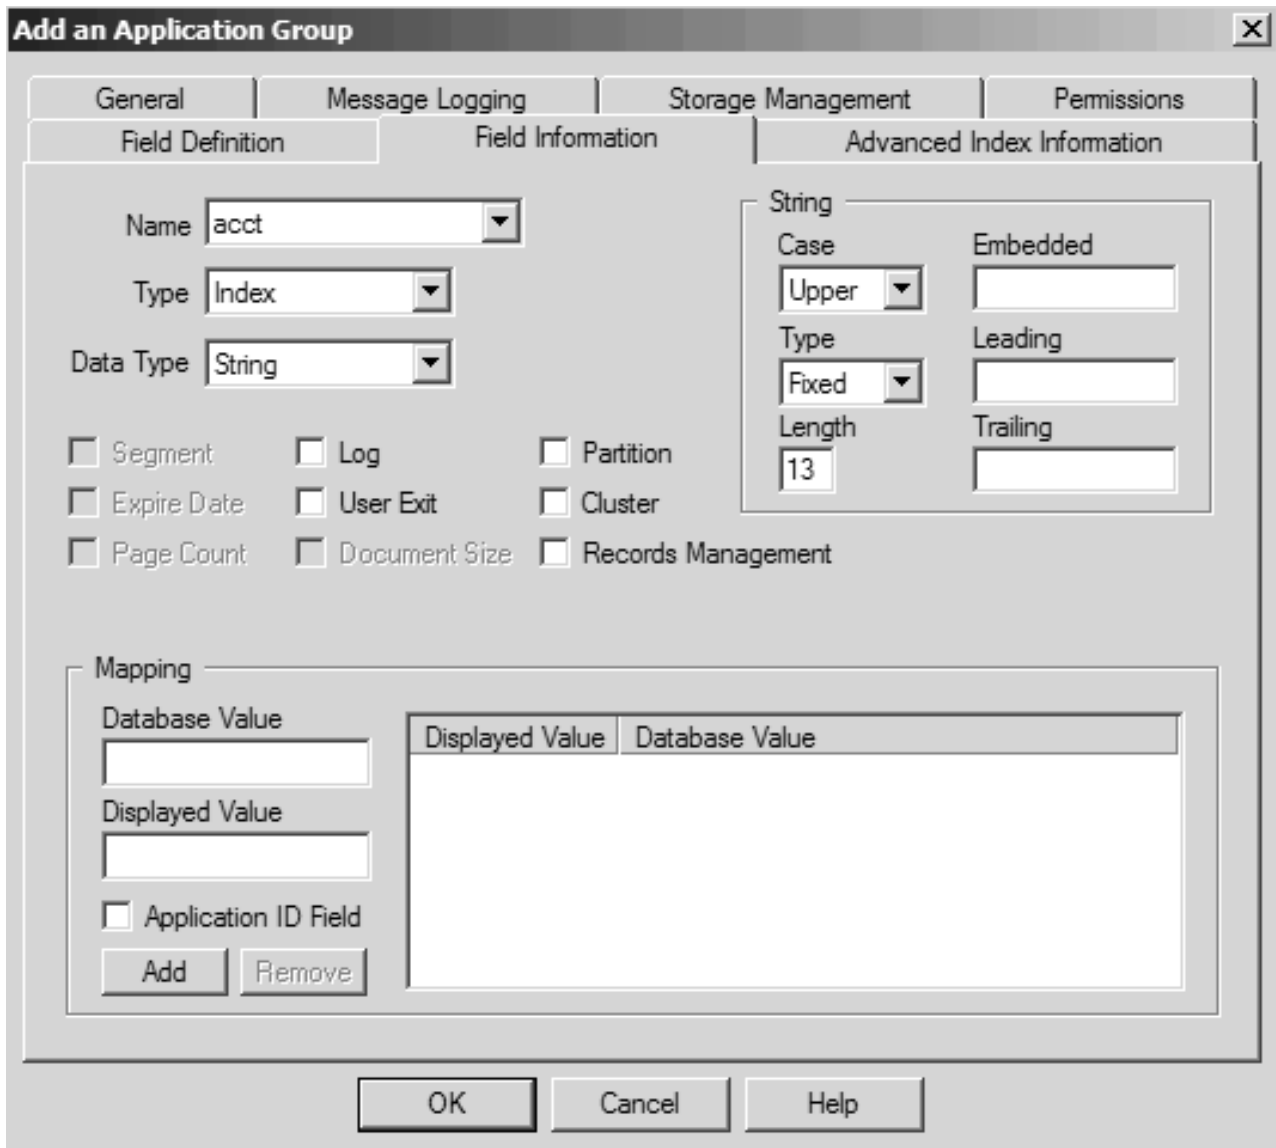 Add an Application Group
General Message Logging Storage Management Permissions
Field Definition Field Information Advanced Index Information
Name acct
Type Index
Data Type String
String
Case Embedded
Upper
Type Leading
Fixed
Length Trailing
13
Segment Log Partition
Expire Date User Exit Cluster
Page Count Document Size Records Management
Mapping
Database Value
Displayed Value
Application ID Field
Add Remove
Displayed Value Database Value
OK Cancel Help